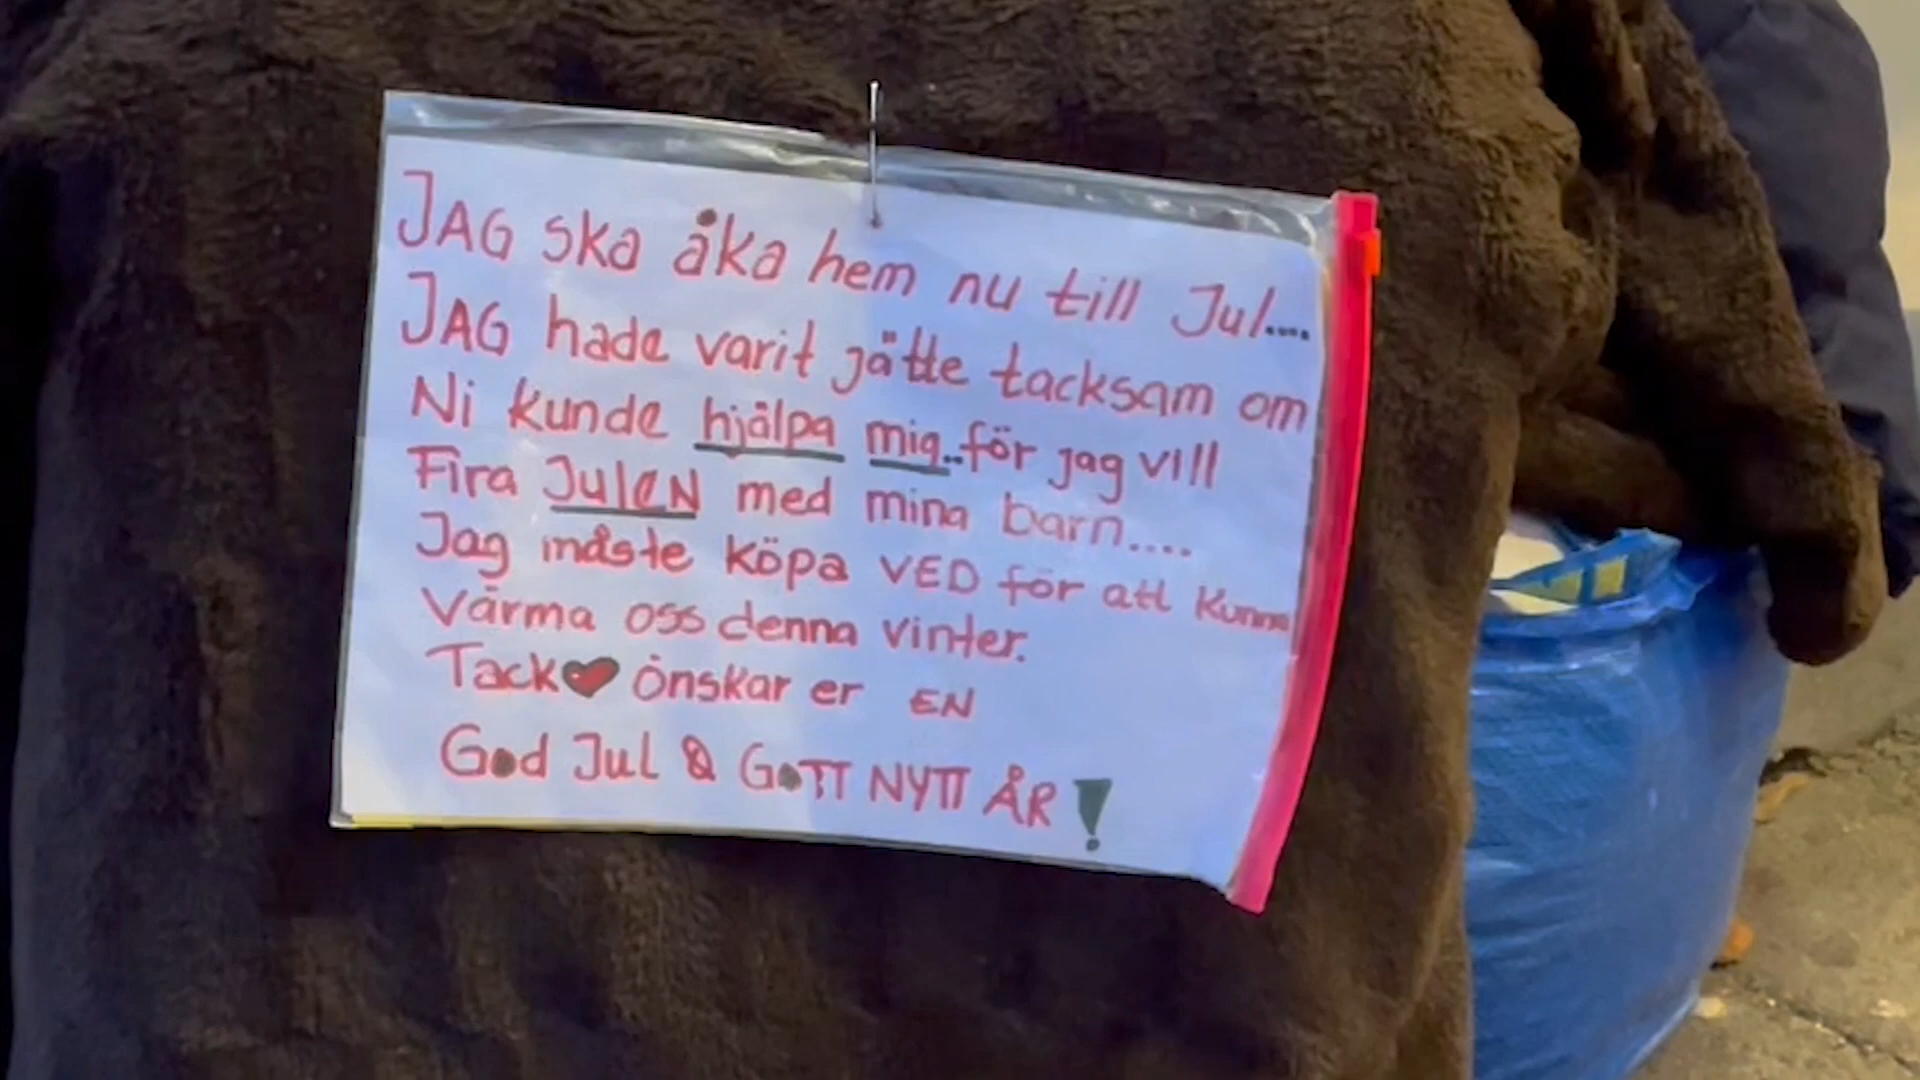 JAG ska åka hem nu till Jul....
JAG hade varit jätte tacksam om
Ni kunde hjälpa mig..för jag vill
Fira JuleN med mina barn....
Jag måste köpa VED för att Kunna
Värma oss denna vinter.
Tack♥ önskar er EN
God Jul & GOTT NYTT ÅR!